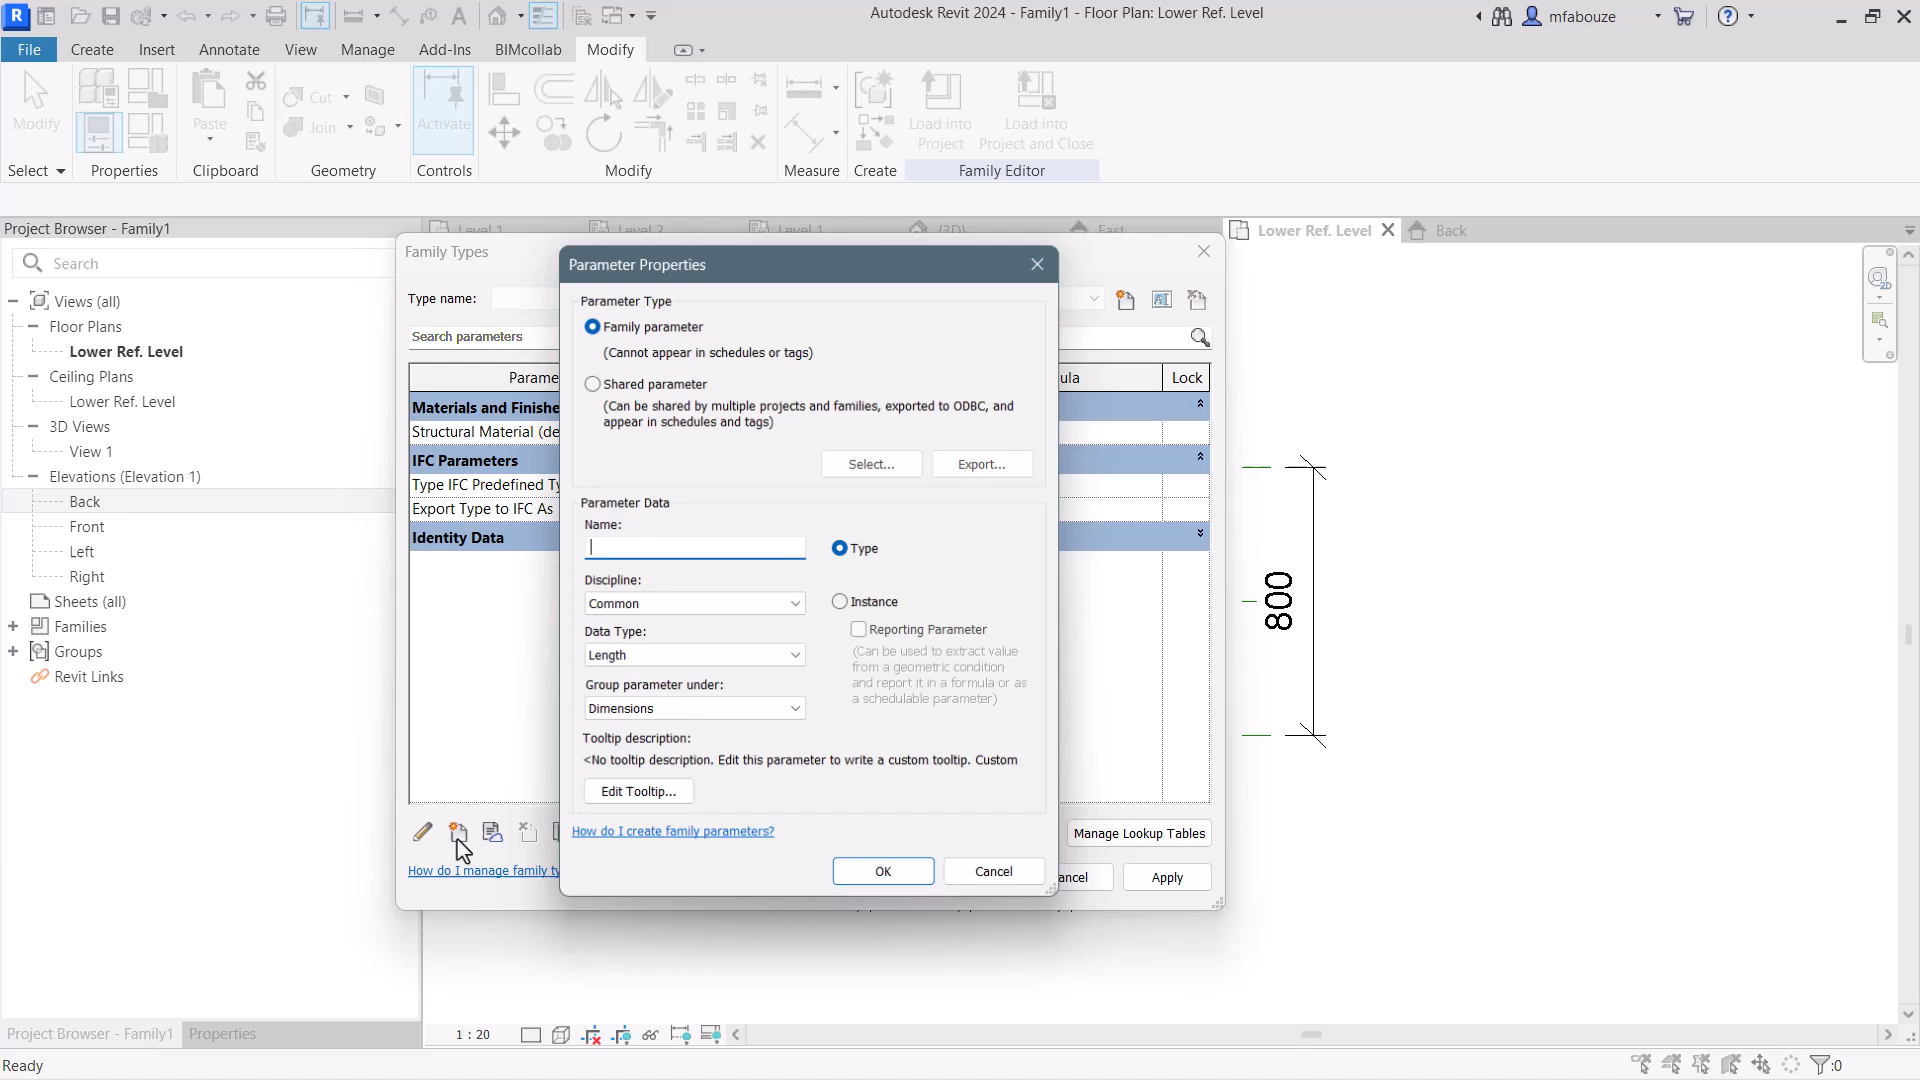 Autodesk Revit 2024 - Family1 - Floor Plan: Lower Ref. Level
mfabouze
File Create Insert Annotate View Manage Add-Ins BIMcollab Modify
Modify
Paste
Cut
Join
Activate
Load into Project
Load into Project and Close
Select Properties Clipboard Geometry Controls Modify Measure Create Family Editor
Project Browser - Family1
Level 1 Level 2 Level 1 {3D} East Lower Ref. Level Back
Search
Views (all)
Floor Plans
Lower Ref. Level
Ceiling Plans
Lower Ref. Level
3D Views
View 1
Elevations (Elevation 1)
Back
Front
Left
Right
Sheets (all)
Families
Groups
Revit Links
Family Types
Type name:
Search parameters
Lock
Materials and
Structural Material
IFC Parameters
Type IFC Predefined
Export Type to IFC As
Identity Data
Manage Lookup Tables
How do I manage family
Apply
Parameter Properties
Parameter Type
Family parameter
(Cannot appear in schedules or tags)
Shared parameter
(Can be shared by multiple projects and families, exported to ODBC, and
appear in schedules and tags)
Select... Export...
Parameter Data
Name:
Type
Discipline:
Common
Instance
Data Type:
Reporting Parameter
Length
(Can be used to extract value
from a geometric condition
and report it in a formula or as
a schedulable parameter)
Group parameter under:
Dimensions
Tooltip description:
<No tooltip description. Edit this parameter to write a custom tooltip. Custom
Edit Tooltip...
How do I create family parameters?
OK Cancel
800
Project Browser - Family1 Properties
1 : 20
Ready
:0